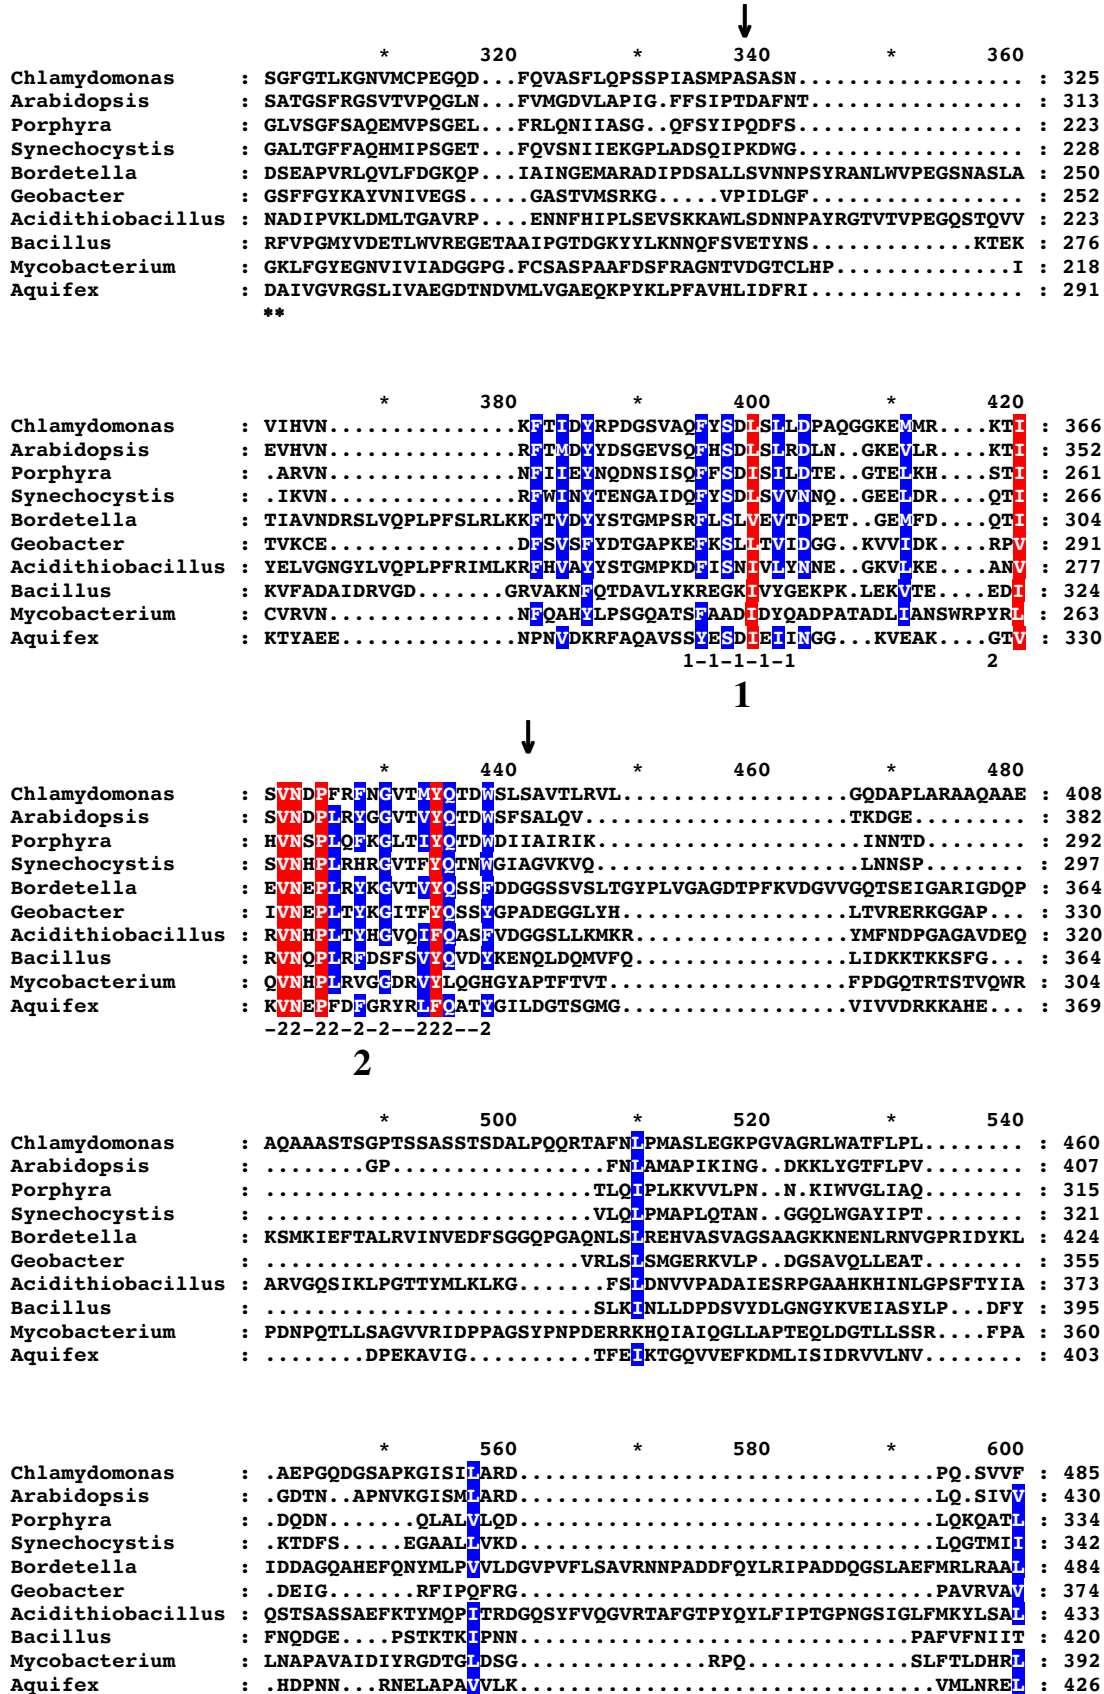 ↓
* 320 * 340 * 360
Chlamydomonas : SGFGTLKGNVMCPEGQD...FQVASFLQPSSPIASMPASASN.................. : 325
Arabidopsis : SATGSFRGSVTVPQGLN...FVMGDVLAPIG.FFSIPTDAFNT................. : 313
Porphyra : GLVSGFSAQEMVPSGEL...FRLQNIIASG..QFSYIPQDFS.................. : 223
Synechocystis : GALTGFFAQHMIPSGET...FQVSNIIEKGPLADSQIPKDWG.................. : 228
Bordetella : DSEAPVRLQVLFDGKQP....IAINGEMARADIPDSALLSVNNPSYRANLWVPEGSNASLA : 250
Geobacter : GSFFGYKAYVNIVEGS.....GASTVMSRKG.....VPIDLGF................. : 252
Acidithiobacillus : NADIPVKLDMLTGAVRP....ENNFHIPLSEVSKKAWLSDNNPAYRGTVTVPEGQSTQVV : 223
Bacillus : RFVPGMYVDETLWVREGETAAIPGTDGKYYLKNNQFSVETYNS.............KTEK : 276
Mycobacterium : GKLFGYEGNVIVIADGGPG.FCSASPAAFDSFRAGNTVDGTCLHP..............I : 218
Aquifex : DAIVGVRGSLIVAEGDTNDVMLVGAEQKPYKLPFAVHLIDFRI................. : 291
**
* 380 * 400 * 420
Chlamydomonas : VIHVN...............KFTIDYRPDGSVAQFYSDLSLLDPAQGGKEMMR....KTI : 366
Arabidopsis : EVHVN...............RFTMDYYDSGEVSQFHSDLSLRDLN..GKEVLR....KTI : 352
Porphyra : .ARVN...............NFIIEYNQDNSISQFFSDISILDTE..GTELKH....STI : 261
Synechocystis : .IKVN...............RFWINYTENGAIDQFYSDLSVVNNQ..GEELDR....QTI : 266
Bordetella : TIAVNDRSLVQPLPFSLRLKKFTVDYYSTGMPSRFLSLVEVTDPET..GEMFD....QTI : 304
Geobacter : TVKCE...............DFSVSFYDTGAPKEFKSLLTVIDGG..KVVIDK....RPV : 291
Acidithiobacillus : YELVGNGYLVQPLPFRIMLKRFHVAYYSTGMPKDFISNIVLYNNE..GKVLKE....ANV : 277
Bacillus : KVFADAIDRVGD.......GRVAKNFQTDAVLYKREGKIVYGEKPK.LEKVTE....EDI : 324
Mycobacterium : CVRVN...............NFQAHYLPSGQATSFAADIDYQADPATADLIANSWRPYRL : 263
Aquifex : KTYAEE..............NPNVDKRFAQAVSSYESDIEIINGG...KVEAK....GTV : 330
1-1-1-1-1 2
1
↓
* 440 * 460 * 480
Chlamydomonas : SVNDPFRFNGVTMYQTDWSLSAVTLRVL..................GQDAPLARAAQAAE : 408
Arabidopsis : SVNDPLRYGGVTVYQTDWSFSALQV.....................TKDGE......... : 382
Porphyra : HVNSPLQFKGLTIYQTDWDIIAIRIK.....................INNTD........ : 292
Synechocystis : SVNHPLRHRGVTFYQTNWGIAGVKVQ.....................LNNSP........ : 297
Bordetella : EVNEPLRYKGVTVYQSSFDDGGSSVSLTGYPLVGAGDTPFKVDGVVGQTSEIGARIGDQP : 364
Geobacter : IVNEPLTYKGITFYQSSYGPADEGGLYH..................LTVRERKGGAP... : 330
Acidithiobacillus : RVNHPLTYHGVQIFQASFVDGGSLLKMKR.................YMFNDPGAGAVDEQ : 320
Bacillus : RVNQPLRFDSFSVYQVDYKENQLDQMVFQ.................LIDKKTKKSFG... : 364
Mycobacterium : QVNHPLRVGGDRVYLQGHGYAPTFTVT...................FPDGQTRTSTVQWR : 304
Aquifex : KVNEPFDFGRYRLFQATYGILDGTSGMG..................VIVVDRKKAHE... : 369
-22-22-2-2--222--2
2
* 500 * 520 * 540
Chlamydomonas : AQAAASTSGPTSSASSTSDALPQQRTAFNLPMASLEGKPGVAGRLWATFLPL........ : 460
Arabidopsis : ........GP.................FNLAMAPIKING..DKKLYGTFLPV........ : 407
Porphyra : ..........................TLQIPLKKVVLPN..N.KIWVGLIAQ........ : 315
Synechocystis : ..........................VLQLPMAPLQTAN..GGQLWGAYIPT........ : 321
Bordetella : KSMKIEFTALRVINVEDFSGGQPGAQNLSLREHVASVAGSAAGKKNENLRNVGPRIDYKL : 424
Geobacter : .........................VRLSLSMGERKVLP..DGSAVQLLEAT........ : 355
Acidithiobacillus : ARVGQSIKLPGTTYMLKLKG.......FSLDNVVPADAIESRPGAAHKHINLGPSFTYIA : 373
Bacillus : ..........................SLKINLLDPDSVYDLGNGYKVEIASYLP...DFY : 395
Mycobacterium : PDNPQTLLSAGVVRIDPPAGSYPNPDERRKHQIAIQGLLAPTEQLDGTLLSSR....FPA : 360
Aquifex : ........DPEKAVIG..........TFEIKTGQVVEFKDMLISIDRVVLNV........ : 403
* 560 * 580 * 600
Chlamydomonas : .AEPGQDGSAPKGISILARD.................................PQ.SVVF : 485
Arabidopsis : .GDTN..APNVKGISMLARD.................................LQ.SIVV : 430
Porphyra : .DQDN.....QLALVLQD...................................LQKQATL : 334
Synechocystis : .KTDFS....EGAALLVKD..................................LQGTMII : 342
Bordetella : IDDAGQAHEFQNYMLPVVLDGVPVFLSAVRNNPADDFQYLRIPADDQGSLAEFMRLRAAL : 484
Geobacter : .DEIG......RFIPQFRG.................................PAVRVAV : 374
Acidithiobacillus : QSTSASSAEFKTYMQPITRDGQSYFVQGVRTAFGTPYQYLFIPTGPNGSIGLFMKYLSAL : 433
Bacillus : FNQDGE....PSTKTKIPNN...............................PAFVFNIIT : 420
Mycobacterium : LNAPAVAIDIYRGDTGLDSG...............RPQ.............SLFTLDHRL : 392
Aquifex : .HDPNN...RNELAPAVVLK.................................VMLNREL : 426